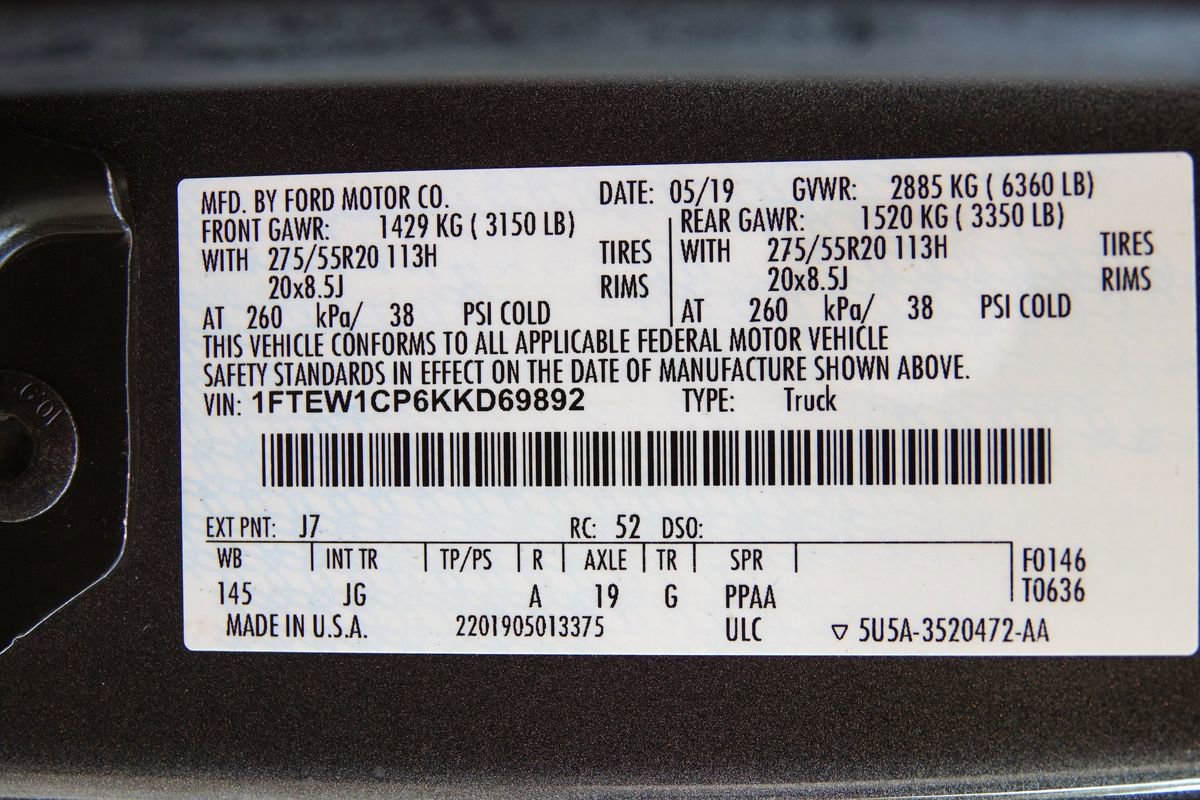 MFD. BY FORD MOTOR CO. DATE: 05/19 GVWR: 2885 KG ( 6360 LB)
FRONT GAWR: 1429 KG ( 3150 LB) REAR GAWR: 1520 KG ( 3350 LB)
WITH 275/55R20 113H TIRES WITH 275/55R20 113H TIRES
20x8.5J RIMS 20x8.5J RIMS
AT 260 kPa/ 38 PSI COLD AT 260 kPa/ 38 PSI COLD
THIS VEHICLE CONFORMS TO ALL APPLICABLE FEDERAL MOTOR VEHICLE
SAFETY STANDARDS IN EFFECT ON THE DATE OF MANUFACTURE SHOWN ABOVE.
VIN: 1FTEW1CP6KKD69892 TYPE: Truck
EXT PNT: J7 RC: 52 DSO:
WB INT TR TP/PS R AXLE TR SPR F0146
145 JG A 19 G PPAA T0636
MADE IN U.S.A. 2201905013375 ULC ▽ 5U5A-3520472-AA